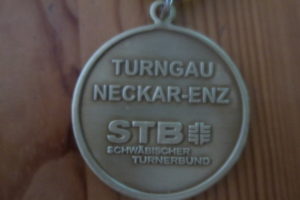 TURNGAU
NECKAR-ENZ
STB
SCHWÄBISCHER
TURNERBUND